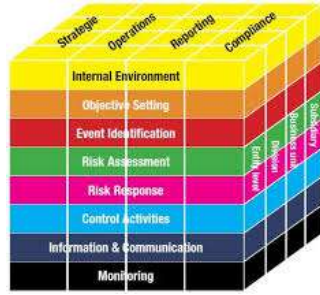 Strategie
Operations
Reporting
Compliance
Internal Environment
Objective Setting
Event Identification
Risk Assessment
Risk Response
Control Activities
Information & Communication
Monitoring
Entity level
Division
Business unit
Subsidiary